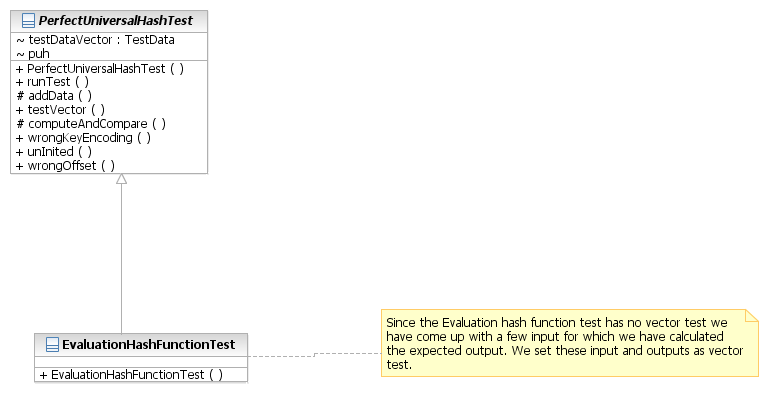 PerfectUniversalHashTest
~ testDataVector : TestData
~ puh
+ PerfectUniversalHashTest ( )
+ runTest ( )
# addData ( )
+ testVector ( )
# computeAndCompare ( )
+ wrongKeyEncoding ( )
+ unInited ( )
+ wrongOffset ( )
EvaluationHashFunctionTest
+ EvaluationHashFunctionTest ( )
Since the Evaluation hash function test has no vector test we
have come up with a few input for which we have calculated
the expected output. We set these input and outputs as vector
test.